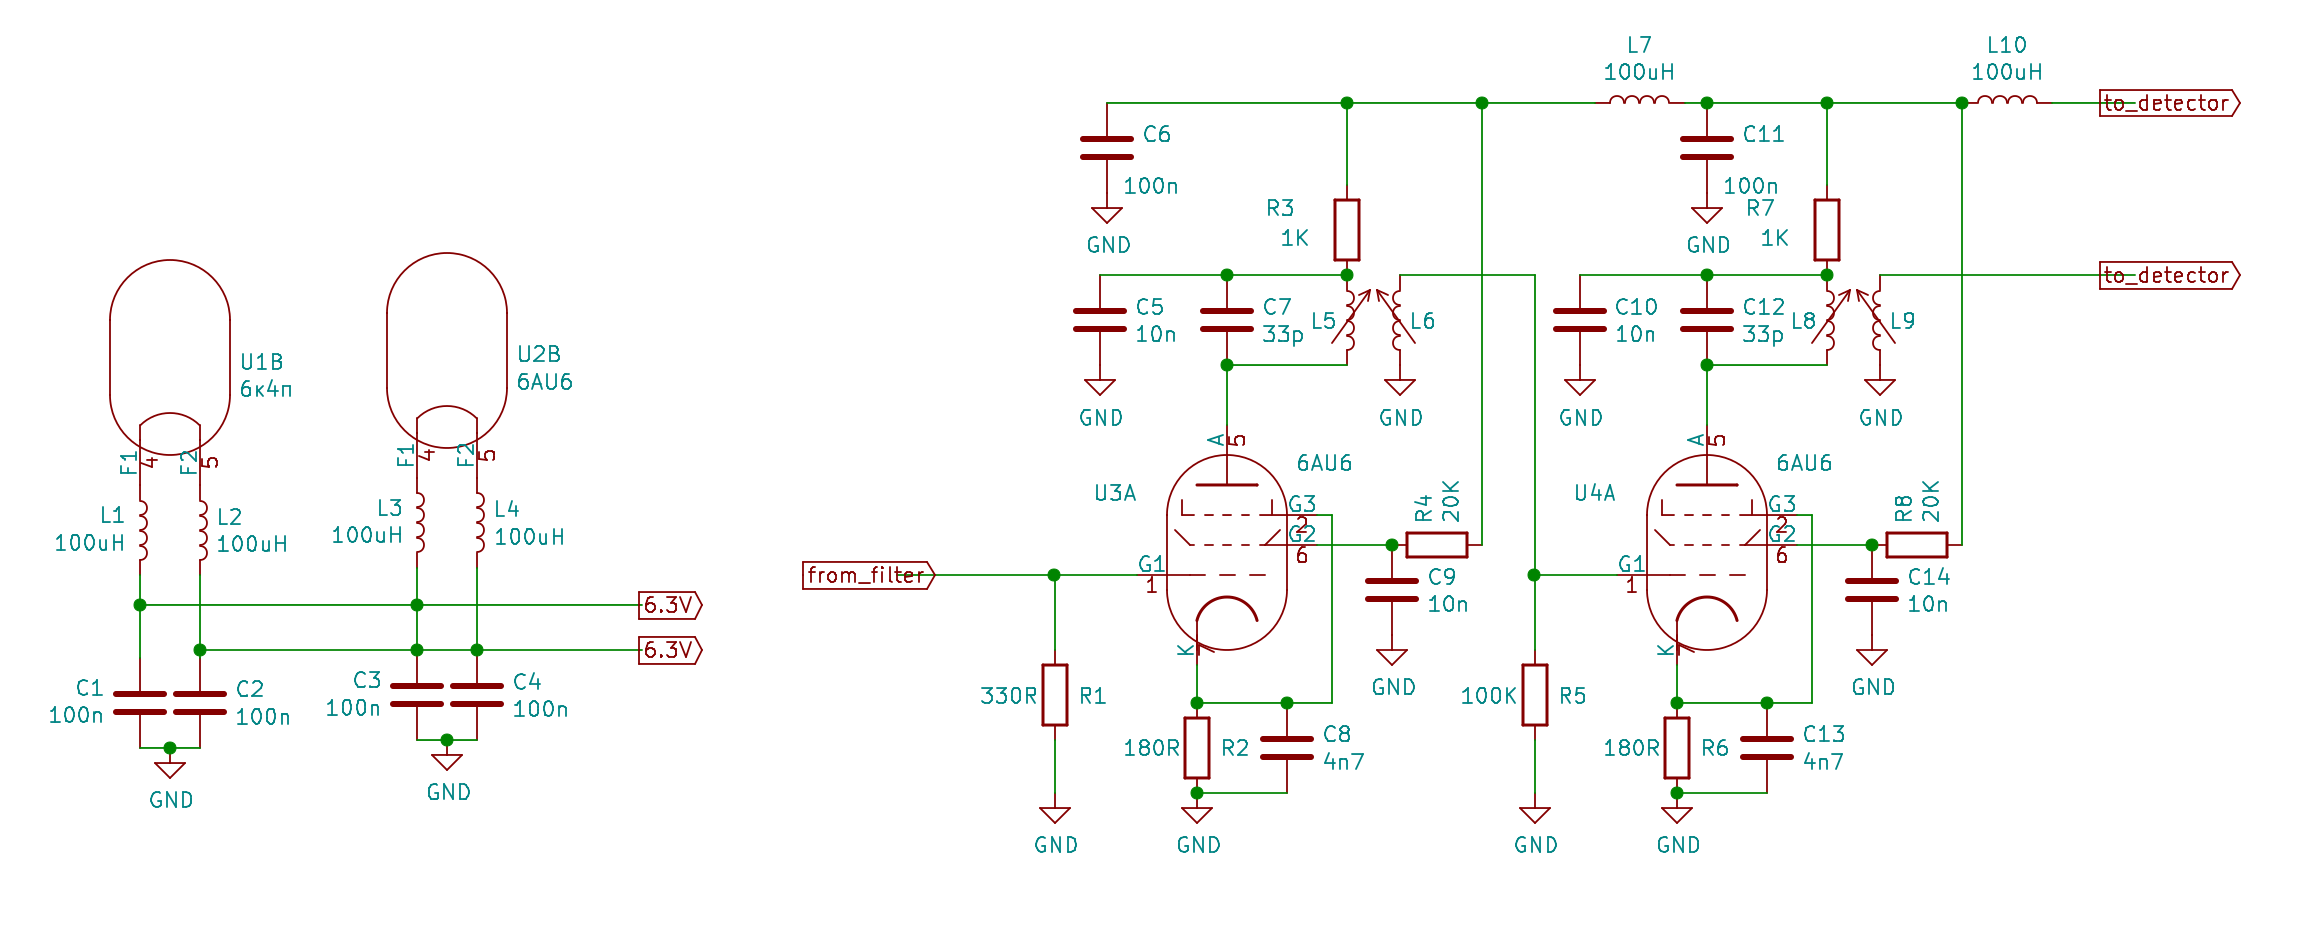 L7
100uH
L10
100uH
to_detector
C6
100n
GND
C11
100n
GND
R3
1K
R7
1K
to_detector
C5
10n
GND
C7
33p
L5
L6
GND
C10
10n
GND
C12
33p
L8
L9
GND
U1B
6к4п
F1
4
F2
5
U2B
6AU6
F1
4
F2
5
L1
100uH
L2
100uH
L3
100uH
L4
100uH
6.3V
6.3V
C1
100n
C2
100n
GND
C3
100n
C4
100n
GND
from_filter
U3A
6AU6
A
5
G3
2
G2
6
G1
1
K
R4
20K
C9
10n
GND
330R
R1
GND
180R
R2
GND
C8
4n7
U4A
6AU6
A
5
G3
2
G2
6
G1
1
K
R8
20K
C14
10n
GND
100K
R5
GND
180R
R6
GND
C13
4n7